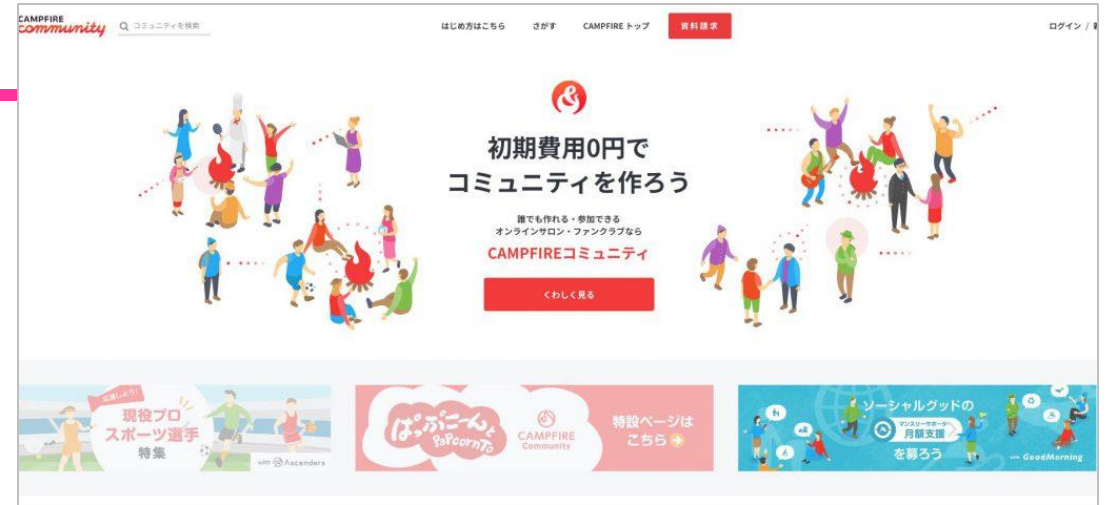 CAMPFIRE
community
コミュニティを検索
はじめ方はこちら
さがす
CAMPFIRE トップ
資料請求
ログイン /
初期費用0円で
コミュニティを作ろう
誰でも作れる・参加できる
オンラインサロン・ファンクラブなら
CAMPFIREコミュニティ
くわしく見る
応援しよう!
現役プロ
スポーツ選手
特集
with Ascenders
ぱっぷこーんと
PaPcornTo
CAMPFIRE
Community
特設ページは
こちら
ソーシャルグッドの
マンスリーサポーター
月額支援
を募ろう
with GoodMorning